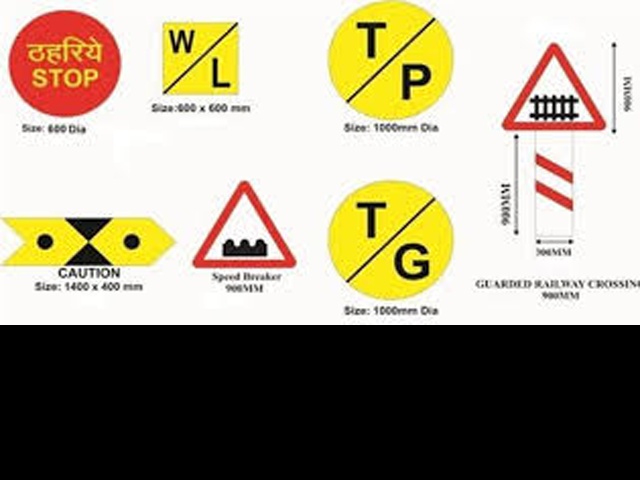 ठहरिये
STOP
Size: 600 Dia
W
L
Size:600 x 600 mm
T
P
Size: 1000mm Dia
900MM
900MM
300MM
GUARDED RAILWAY CROSSIN
900MM
CAUTION
Size: 1400 x 400 mm
Speed Breaker
900MM
T
G
Size: 1000mm Dia